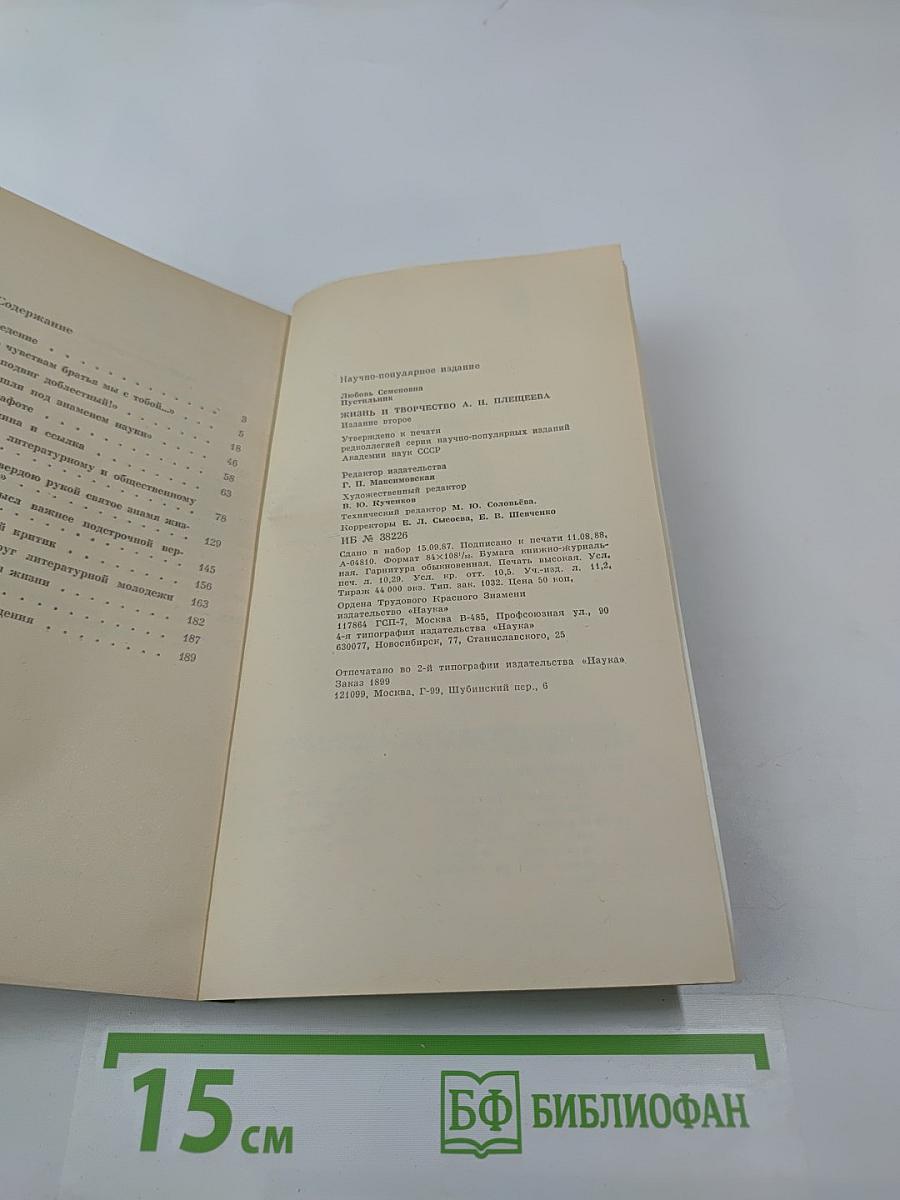 Содержание
едение
чувствам братья мы с тобой...»
3
подвиг доблестный!»
5
шли под знаменем науки»
18
афоте
46
ина и ссылка
58
литературному и общественному
63
вердою рукой святое знамя жиз-
78
»
129
ысл важнее подстрочной вер-
145
й критик
156
руг литературной молодежи
163
и жизни
182
187
дения
189
Научно-популярное издание
Любовь Семеновна
Пустильник
ЖИЗНЬ И ТВОРЧЕСТВО А. Н. ПЛЕЩЕЕВА
Издание второе
Утверждено к печати
редколлегией серии научно-популярных изданий
Академии наук СССР
Редактор издательства
Г. П. Максимовская
Художественный редактор
В. Ю. Кученков
Технический редактор М. Ю. Соловьёва.
Корректоры Е. Л. Сысоева, Е. В. Шевченко
ИБ № 38226
Сдано в набор 15.09.87. Подписано к печати 11.08.88.
А-04810. Формат 84×108¹/₃₂. Бумага книжно-журналь-
ная. Гарнитура обыкновенная. Печать высокая. Усл.
печ. л. 10,29. Усл. кр. отт. 10,5. Уч.-изд. л. 11,2.
Тираж 44 000 экз. Тип. зак. 1032. Цена 50 коп.
Ордена Трудового Красного Знамени
издательство «Наука»
117864 ГСП-7, Москва В-485, Профсоюзная ул., 90
4-я типография издательства «Наука»
630077, Новосибирск, 77, Станиславского, 25
Отпечатано во 2-й типографии издательства «Наука»
Заказ 1899
121099, Москва, Г-99, Шубинский пер., 6
15 см
БФ БИБЛИОФАН